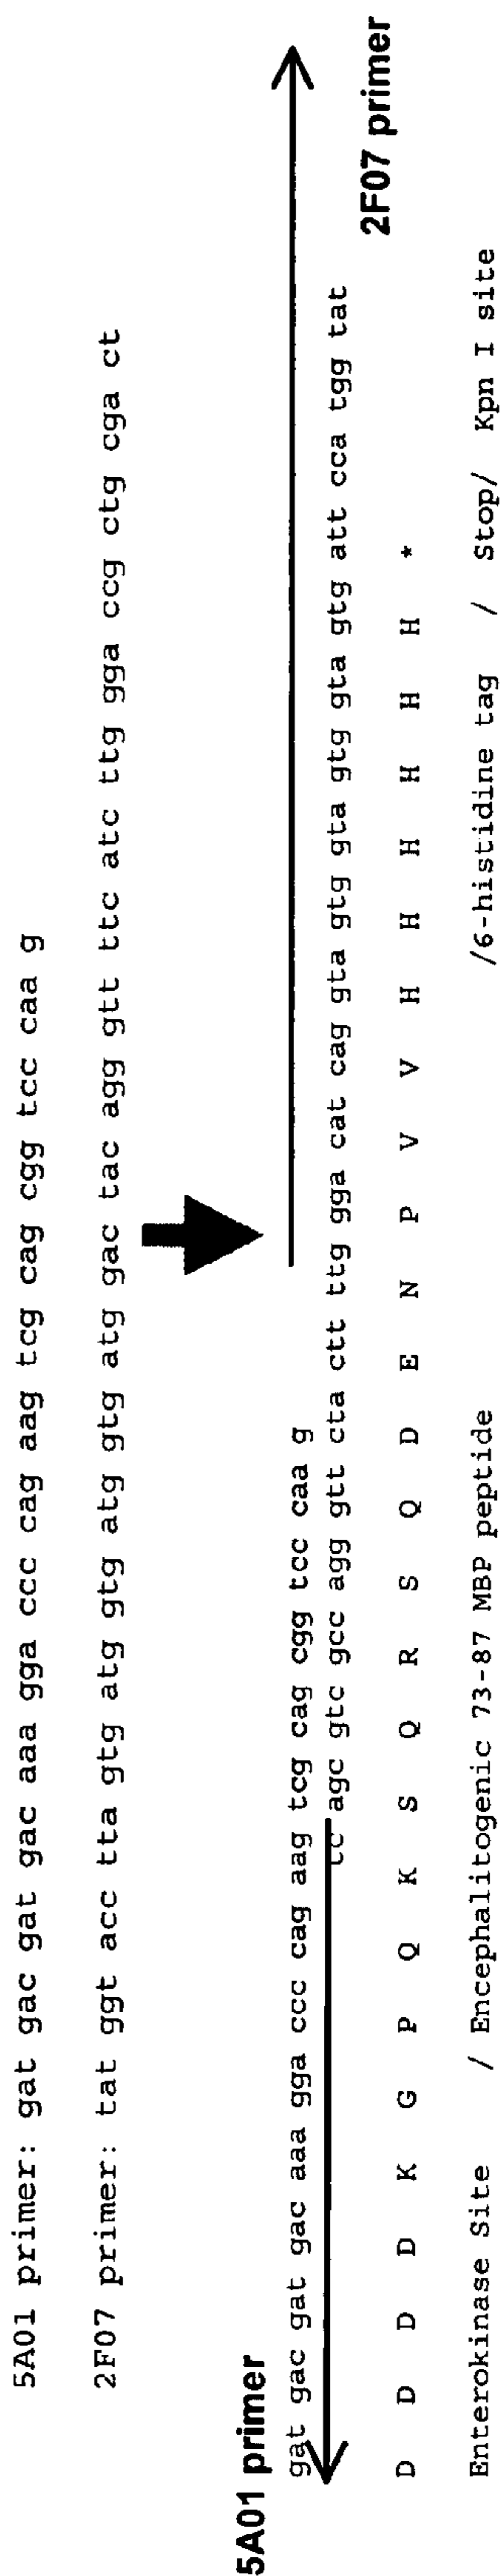 5A01 primer: gat gac gat gac aaa gga ccc cag aag tcg cag cgg tcc caa g
2F07 primer: tat ggt acc tta gtg atg gtg atg gtg atg gac tac agg gtt ttc atc ttg gga ccg ctg cga ct
5A01 primer
gat gac gat gac aaa gga ccc cag aag tcg cag cgg tcc caa g
tc agc gtc gcc agg gtt cta ctt ttg gga cat cag gta gtg gta gtg gta gtg att cca tgg tat
2F07 primer
D D D D K G P Q K S Q R S Q D E N P V V H H H H H H *
Enterokinase Site / Encephalitogenic 73-87 MBP peptide /6-histidine tag / Stop/ Kpn I site